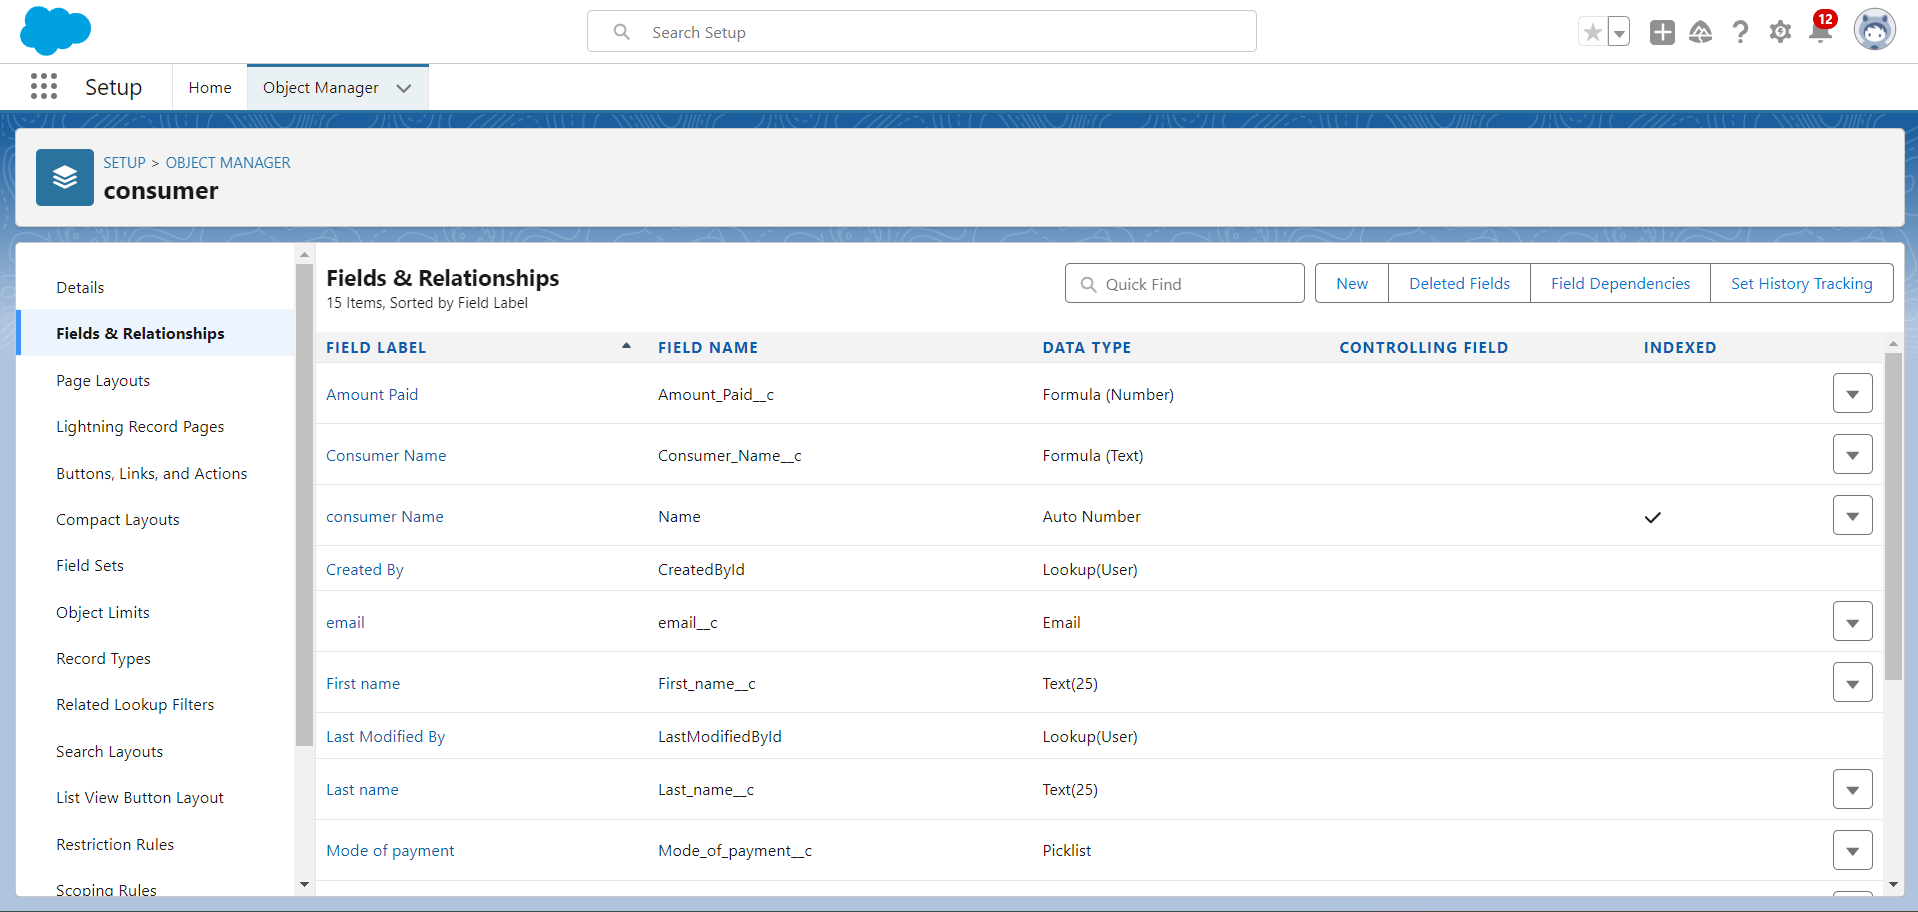 Search Setup
12
Setup
Home
Object Manager
SETUP > OBJECT MANAGER
consumer
Details
Fields & Relationships
Page Layouts
Lightning Record Pages
Buttons, Links, and Actions
Compact Layouts
Field Sets
Object Limits
Record Types
Related Lookup Filters
Search Layouts
List View Button Layout
Restriction Rules
Scoping Rules
Fields & Relationships
15 Items, Sorted by Field Label
Quick Find
New
Deleted Fields
Field Dependencies
Set History Tracking
FIELD LABEL FIELD NAME DATA TYPE CONTROLLING FIELD INDEXED
Amount Paid Amount_Paid__c Formula (Number)
Consumer Name Consumer_Name__c Formula (Text)
consumer Name Name Auto Number
Created By CreatedById Lookup(User)
email email__c Email
First name First_name__c Text(25)
Last Modified By LastModifiedById Lookup(User)
Last name Last_name__c Text(25)
Mode of payment Mode_of_payment__c Picklist